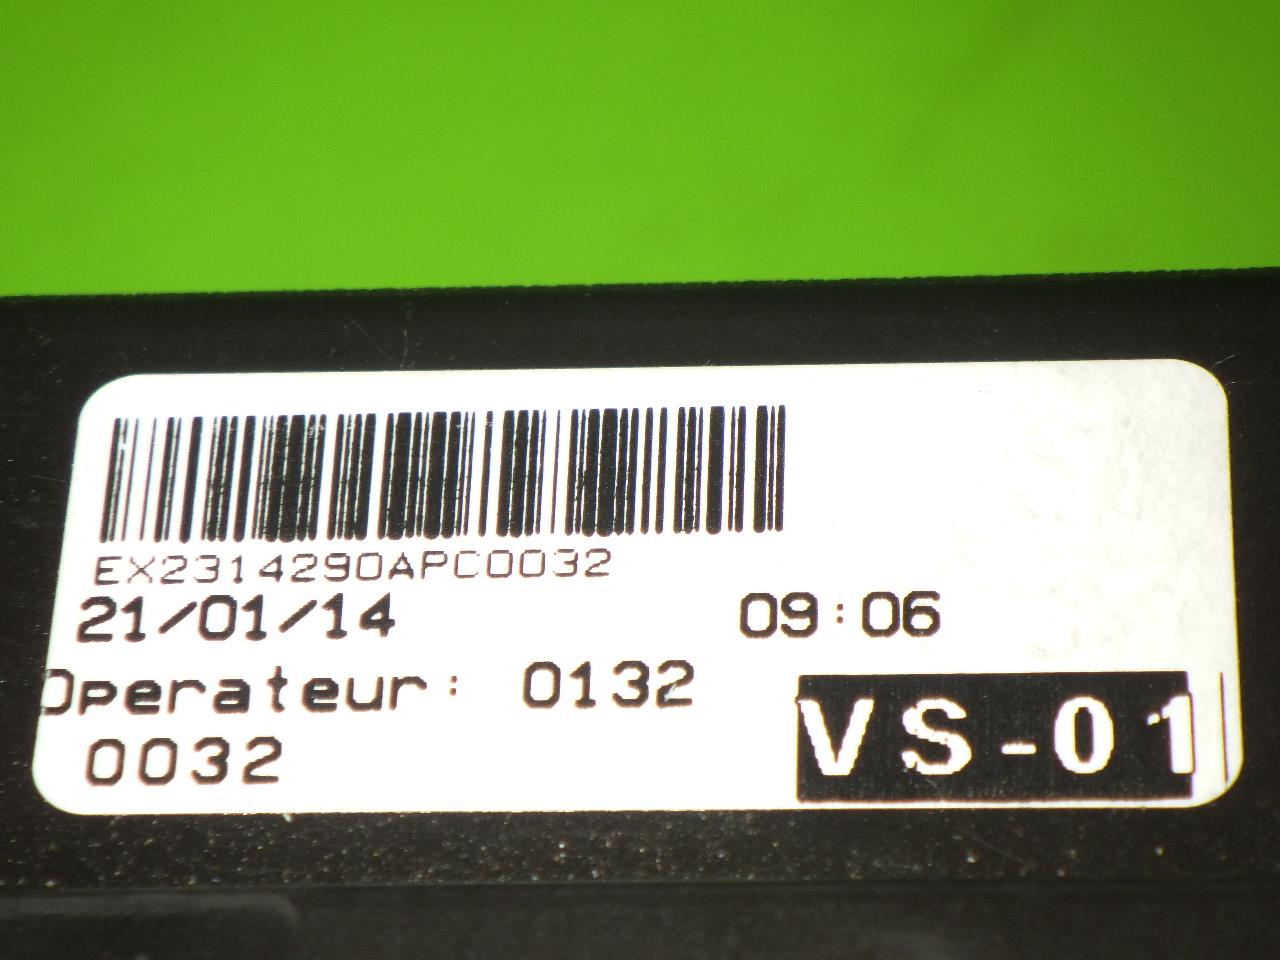 EX2314290APC0032
21/01/14 09:06
Operateur: 0132
0032 VS-01